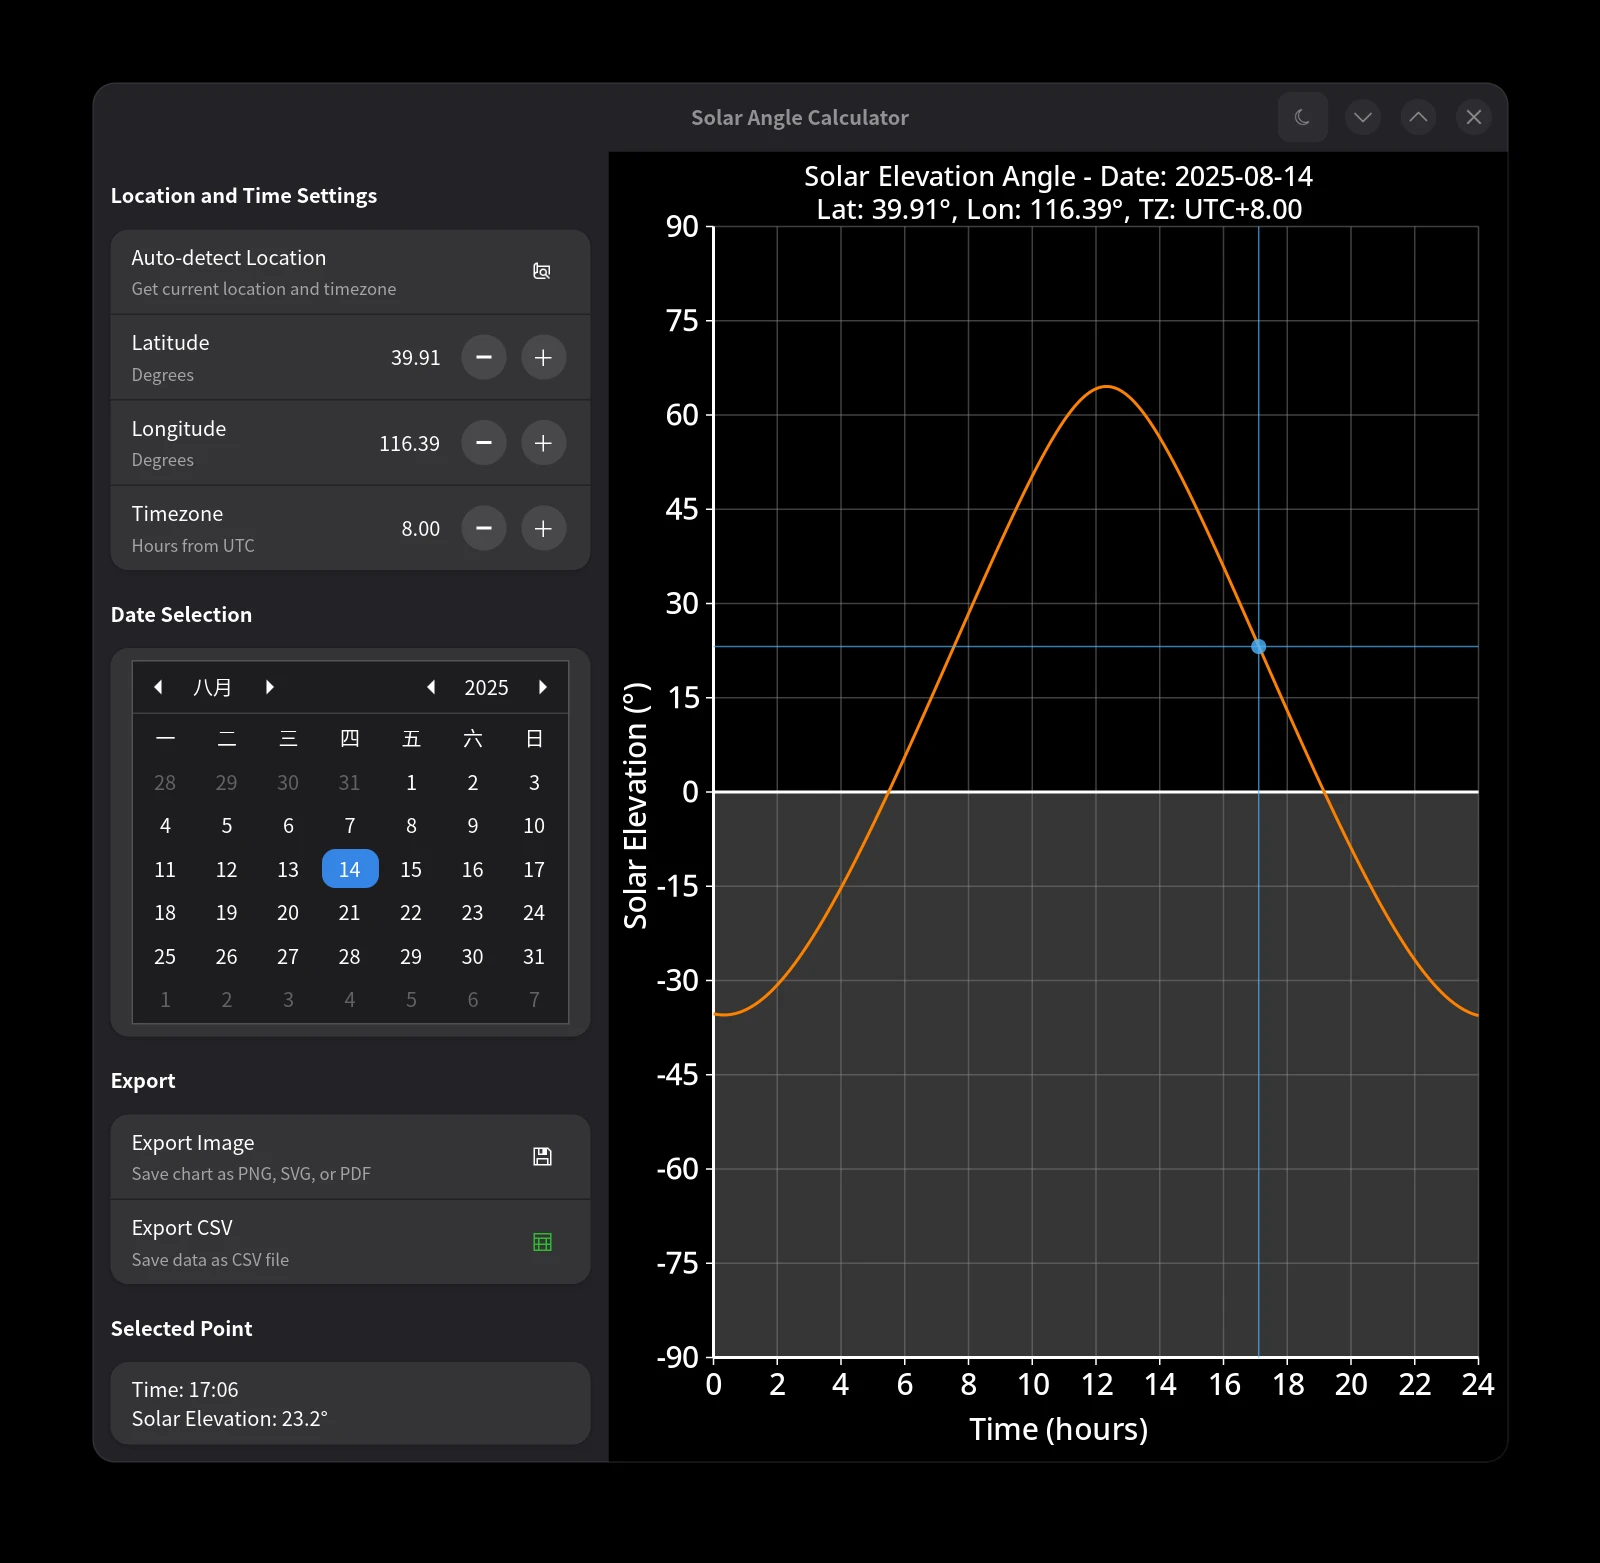 Solar Angle Calculator
Location and Time Settings
Auto-detect Location
Get current location and timezone
Latitude
Degrees
39.91
Longitude
Degrees
116.39
Timezone
Hours from UTC
8.00
Date Selection
八月 2025
一 二 三 四 五 六 日
28 29 30 31 1 2 3
4 5 6 7 8 9 10
11 12 13 14 15 16 17
18 19 20 21 22 23 24
25 26 27 28 29 30 31
1 2 3 4 5 6 7
Export
Export Image
Save chart as PNG, SVG, or PDF
Export CSV
Save data as CSV file
Selected Point
Time: 17:06
Solar Elevation: 23.2°
Solar Elevation Angle - Date: 2025-08-14
Lat: 39.91°, Lon: 116.39°, TZ: UTC+8.00
Solar Elevation (°)
90
75
60
45
30
15
0
-15
-30
-45
-60
-75
-90
0 2 4 6 8 10 12 14 16 18 20 22 24
Time (hours)